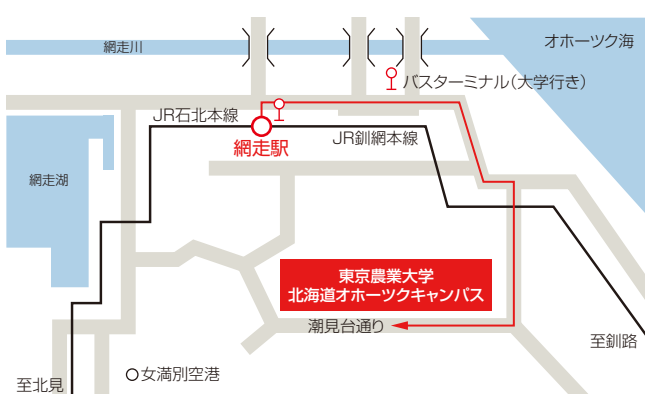 網走川
オホーツク海
バスターミナル(大学行き)
JR石北本線
JR釧網本線
網走駅
網走湖
東京農業大学
北海道オホーツクキャンパス
潮見台通り
至釧路
女満別空港
至北見